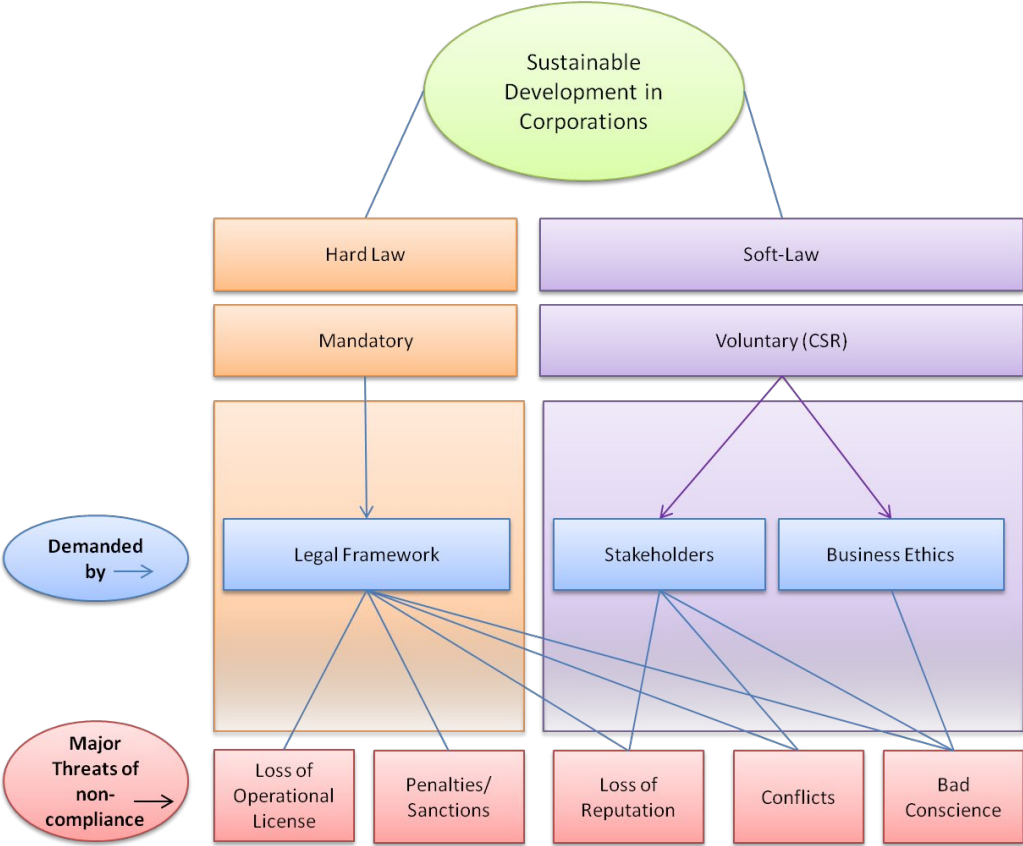 Sustainable
Development in
Corporations
Hard Law
Soft-Law
Mandatory
Voluntary (CSR)
Demanded
by
Legal Framework
Stakeholders
Business Ethics
Major
Threats of
non-
compliance
Loss of
Operational
License
Penalties/
Sanctions
Loss of
Reputation
Conflicts
Bad
Conscience